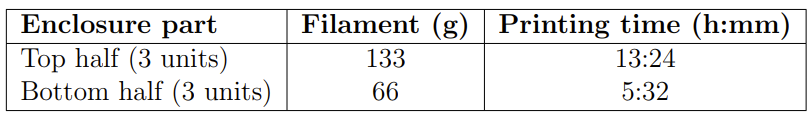 Enclosure part Filament (g) Printing time (h:mm)
Top half (3 units) 133 13:24
Bottom half (3 units) 66 5:32